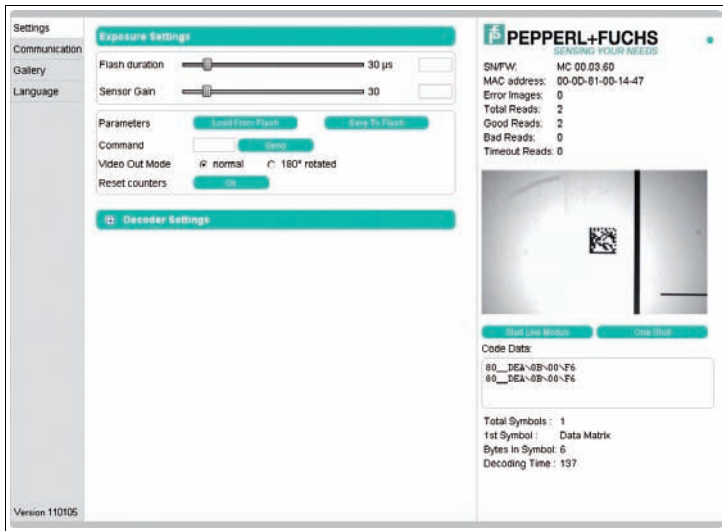 Settings
Communication
Gallery
Language
Version 110105
Exposure Settings
Flash duration 30 µs
Sensor Gain 30
Parameters Load From Flash Save To Flash
Command Send
Video Out Mode normal 180° rotated
Reset counters Ok
Decoder Settings
PEPPERL+FUCHS
SENSING YOUR NEEDS
SN/FW: MC 00.03.60
MAC address: 00-0D-81-00-14-47
Error Images: 0
Total Reads: 2
Good Reads: 2
Bad Reads: 0
Timeout Reads: 0
Start Live Modus One Shot
Code Data:
80__DEA\0B\00\F6
80__DEA\0B\00\F6
Total Symbols : 1
1st Symbol : Data Matrix
Bytes In Symbol: 6
Decoding Time : 137